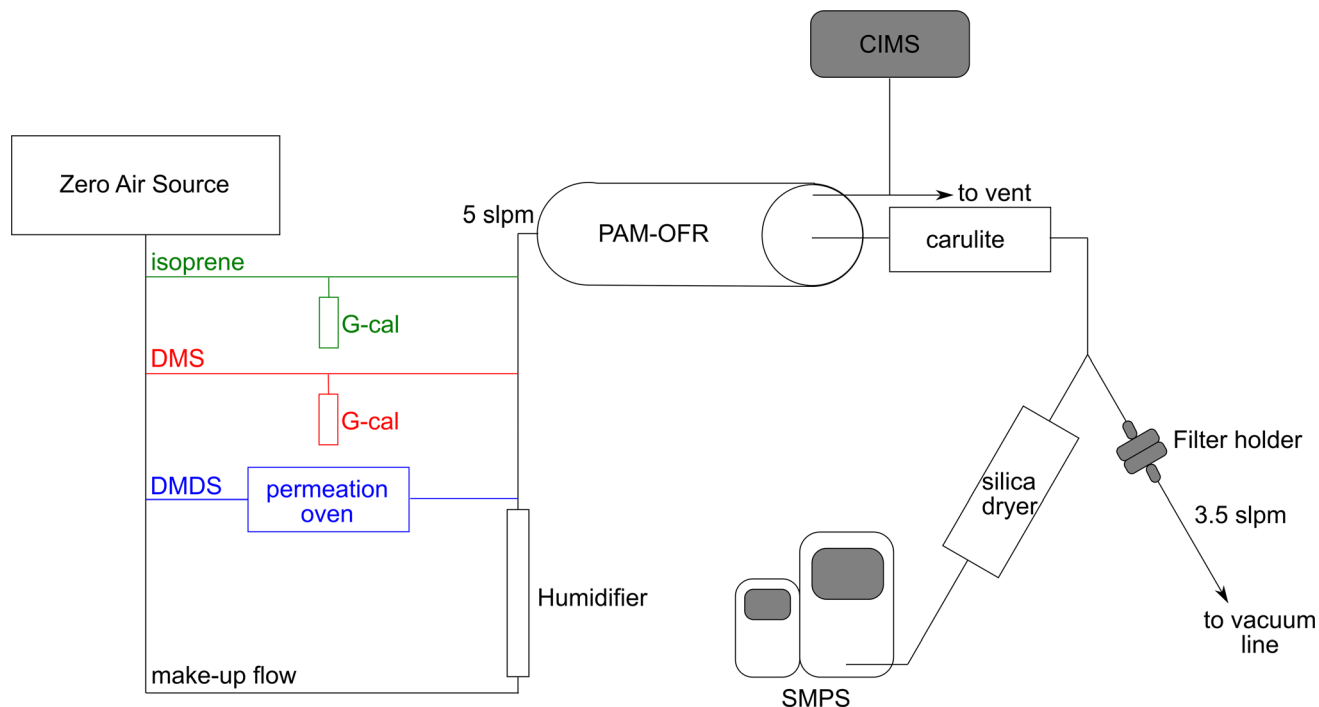 CIMS
Zero Air Source
5 slpm
PAM-OFR
to vent
carulite
isoprene
G-cal
DMS
G-cal
DMDS
permeation
oven
Filter holder
silica
dryer
3.5 slpm
Humidifier
to vacuum
line
make-up flow
SMPS